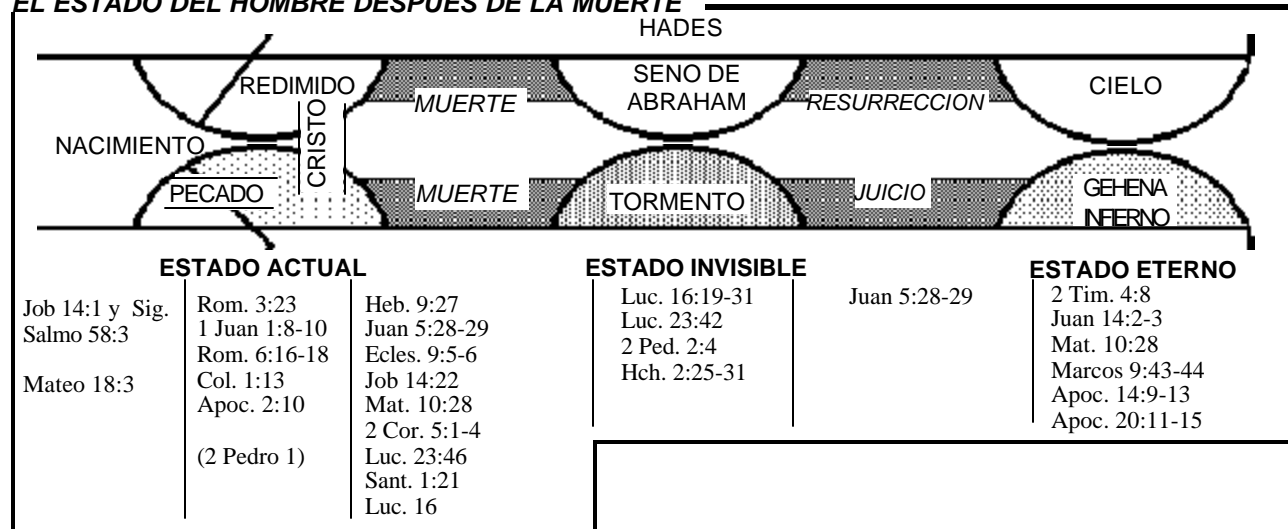 EL ESTADO DEL HOMBRE DESPUES DE LA MUERTE
HADES
REDIMIDO
MUERTE
SENO DE
ABRAHAM
RESURRECCION
CIELO
NACIMIENTO
CRISTO
PECADO
MUERTE
TORMENTO
JUICIO
GEHENA
INFIERNO
ESTADO ACTUAL
ESTADO INVISIBLE
ESTADO ETERNO
Job 14:1 y Sig.
Salmo 58:3
Mateo 18:3
Rom. 3:23
1 Juan 1:8-10
Rom. 6:16-18
Col. 1:13
Apoc. 2:10
(2 Pedro 1)
Heb. 9:27
Juan 5:28-29
Ecles. 9:5-6
Job 14:22
Mat. 10:28
2 Cor. 5:1-4
Luc. 23:46
Sant. 1:21
Luc. 16
Luc. 16:19-31
Luc. 23:42
2 Ped. 2:4
Hch. 2:25-31
Juan 5:28-29
2 Tim. 4:8
Juan 14:2-3
Mat. 10:28
Marcos 9:43-44
Apoc. 14:9-13
Apoc. 20:11-15